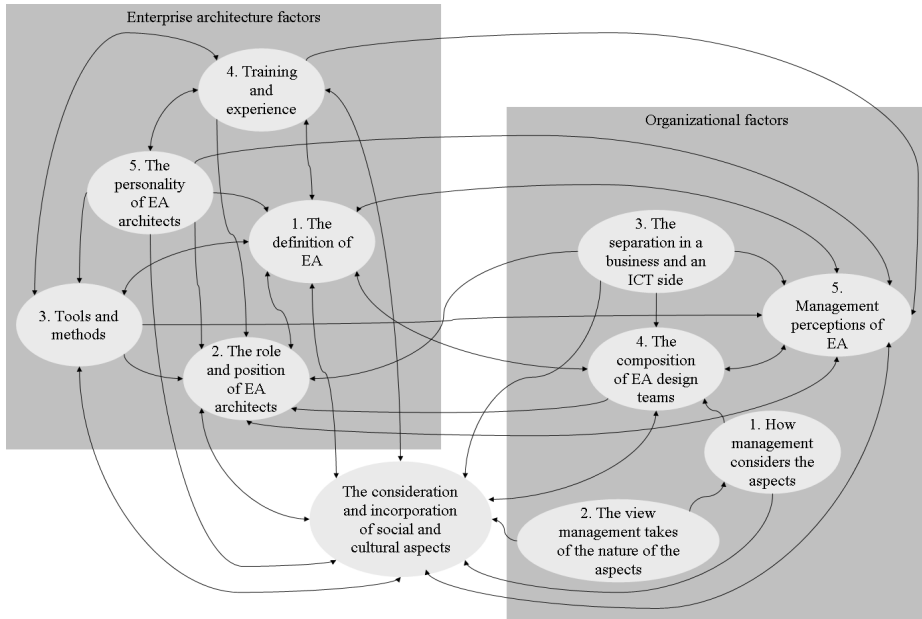 Enterprise architecture factors
4. Training
and
experience
5. The
personality
of EA
architects
1. The
definition of
EA
3. Tools and
methods
2. The role
and position
of EA
architects
Organizational factors
3. The
separation in a
business and an
ICT side
5.
Management
perceptions of
EA
4. The
composition
of EA design
teams
1. How
management
considers the
aspects
2. The view
management takes
of the nature of the
aspects
The consideration
and incorporation
of social and
cultural aspects